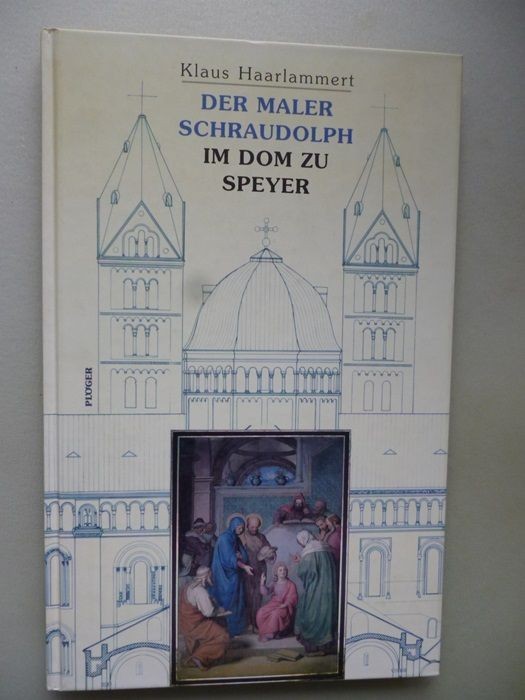 Klaus Haarlammert
DER MALER
SCHRAUDOLPH
IM DOM ZU
SPEYER
PLÖGER